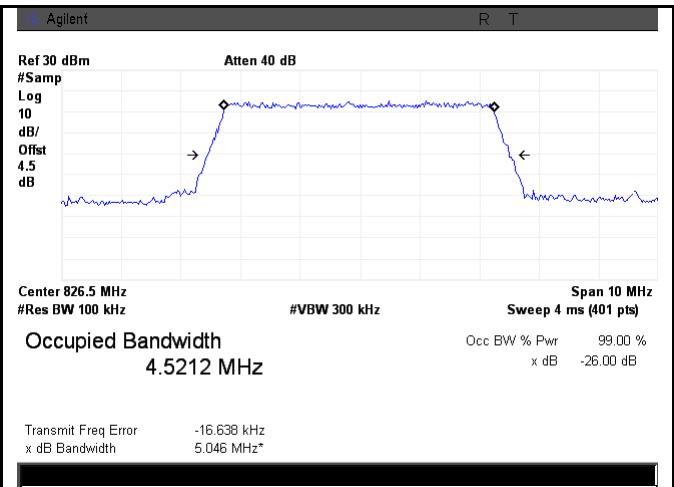 Agilent R T
Ref 30 dBm Atten 40 dB
#Samp
Log
10
dB/
Offst
4.5
dB
Center 826.5 MHz Span 10 MHz
#Res BW 100 kHz #VBW 300 kHz Sweep 4 ms (401 pts)
Occupied Bandwidth Occ BW % Pwr 99.00 %
4.5212 MHz x dB -26.00 dB
Transmit Freq Error -16.638 kHz
x dB Bandwidth 5.046 MHz*